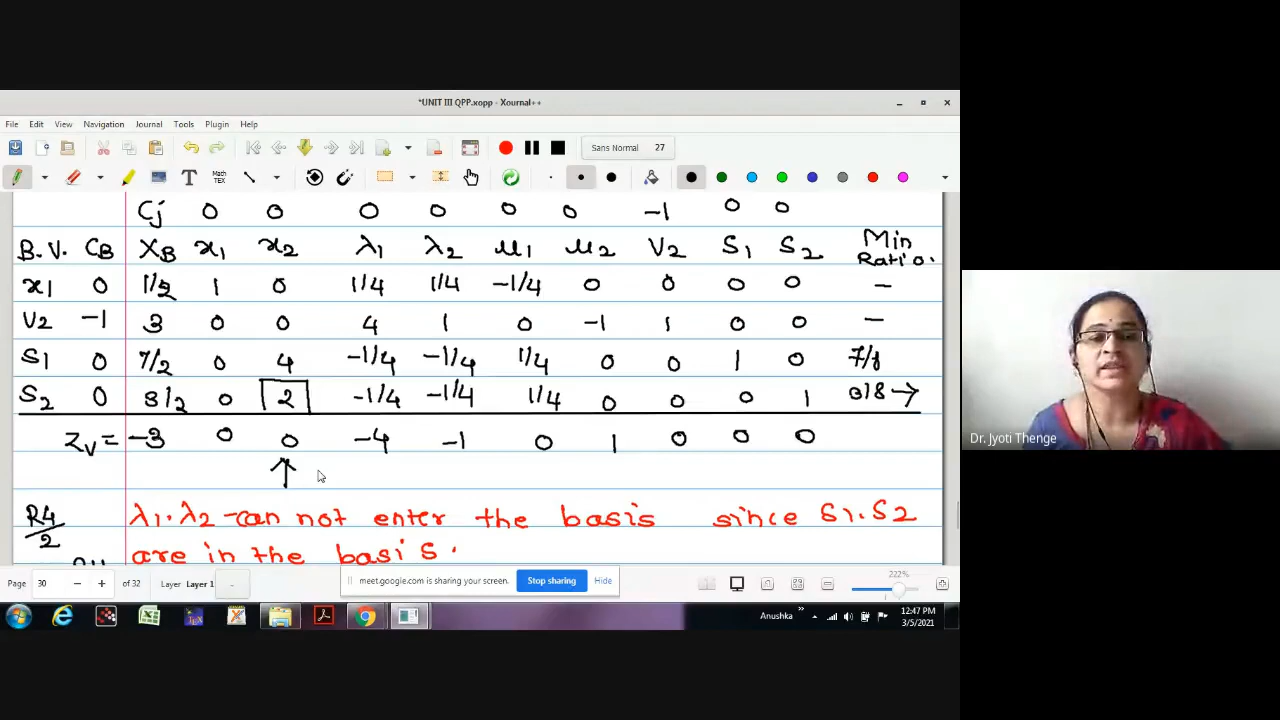 *UNIT III QPP.xopp - Xournal++
File Edit View Navigation Journal Tools Plugin Help
Sans Normal 27
T Math TEX
Cj 0 0 0 0 0 0 -1 0 0
B.V. CB XB x1 x2 λ1 λ2 μ1 μ2 V2 S1 S2 Min Ratio.
x1 0 1/2 1 0 1/4 1/4 -1/4 0 0 0 0 -
V2 -1 3 0 0 4 1 0 -1 1 0 0 -
S1 0 7/2 0 4 -1/4 -1/4 1/4 0 0 1 0 7/8
S2 0 3/2 0 2 -1/4 -1/4 1/4 0 0 0 1 3/8 →
ZV = -3 0 0 -4 -1 0 1 0 0 0
↑
R4/2 λ1, λ2 can not enter the basis since S1, S2
are in the basis.
Dr. Jyoti Thenge
Page 30 of 32 Layer Layer 1
meet.google.com is sharing your screen. Stop sharing Hide
222%
Anushka
12:47 PM
3/5/2021